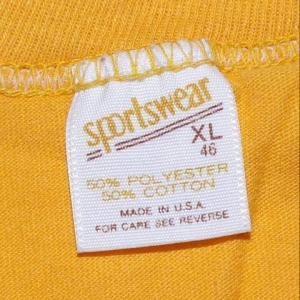 sportswear
XL
46
50% POLYESTER
50% COTTON
MADE IN U.S.A.
FOR CARE SEE REVERSE